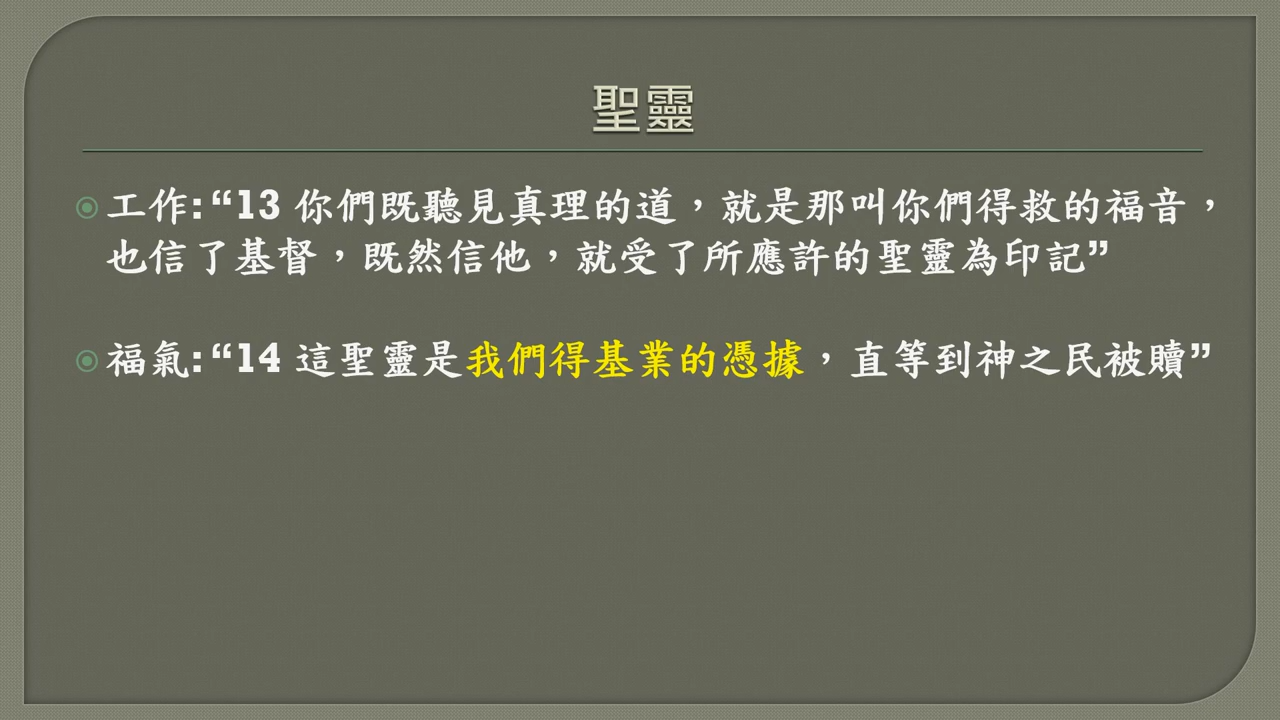 聖靈
工作: “13 你們既聽見真理的道，就是那叫你們得救的福音，
也信了基督，既然信他，就受了所應許的聖靈為印記”
福氣: “14 這聖靈是我們得基業的憑據，直等到神之民被贖”